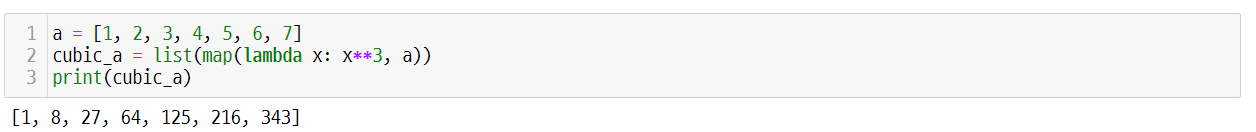 1 a = [1, 2, 3, 4, 5, 6, 7]
2 cubic_a = list(map(lambda x: x**3, a))
3 print(cubic_a)
[1, 8, 27, 64, 125, 216, 343]